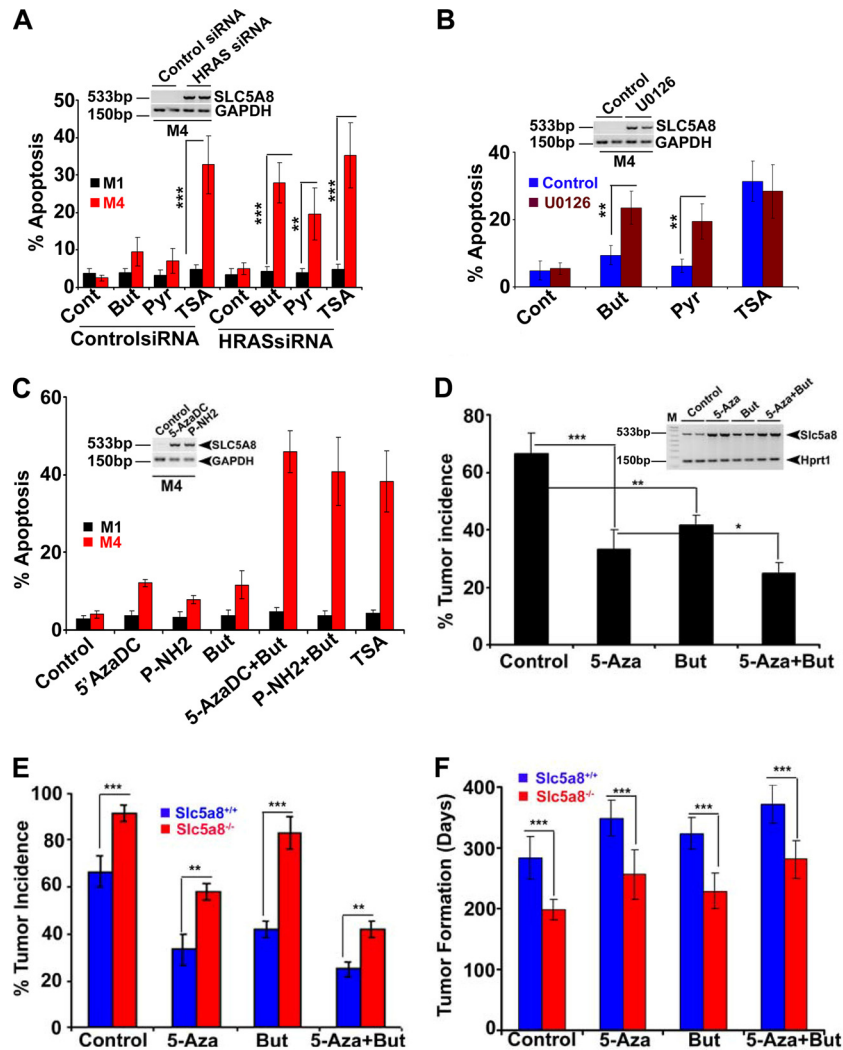 A
Control siRNA
HRAS siRNA
533bp
SLC5A8
150bp
GAPDH
M4
M1
M4
% Apoptosis
50
40
30
20
10
0
***
***
**
***
Cont
But
Pyr
TSA
Cont
But
Pyr
TSA
ControlsiRNA
HRASsiRNA
B
Control
U0126
533bp
SLC5A8
150bp
GAPDH
M4
Control
U0126
% Apoptosis
60
40
20
0
**
**
Cont
But
Pyr
TSA
C
Control
5-AzaDC
P-NH2
533bp
SLC5A8
150bp
GAPDH
M4
M1
M4
% Apoptosis
60
40
20
0
Control
5'AzaDC
P-NH2
But
5-AzaDC+But
P-NH2+But
TSA
D
M
Control
5-Aza
But
5-Aza+But
533bp
Slc5a8
150bp
Hprt1
% Tumor incidence
80
60
40
20
0
***
**
*
Control
5-Aza
But
5-Aza+But
E
Slc5a8+/+
Slc5a8-/-
% Tumor Incidence
100
80
60
40
20
0
***
**
***
**
Control
5-Aza
But
5-Aza+But
F
Slc5a8+/+
Slc5a8-/-
Tumor Formation (Days)
400
300
200
100
0
***
***
***
***
Control
5-Aza
But
5-Aza+But